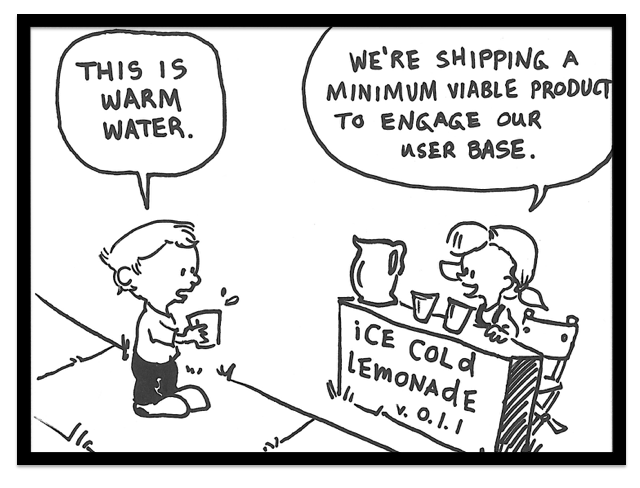 THIS IS
WARM
WATER.
WE'RE SHIPPING A
MINIMUM VIABLE PRODUCT
TO ENGAGE OUR
USER BASE.
iCE COLd
LEMONAdE
v. 0.1.1